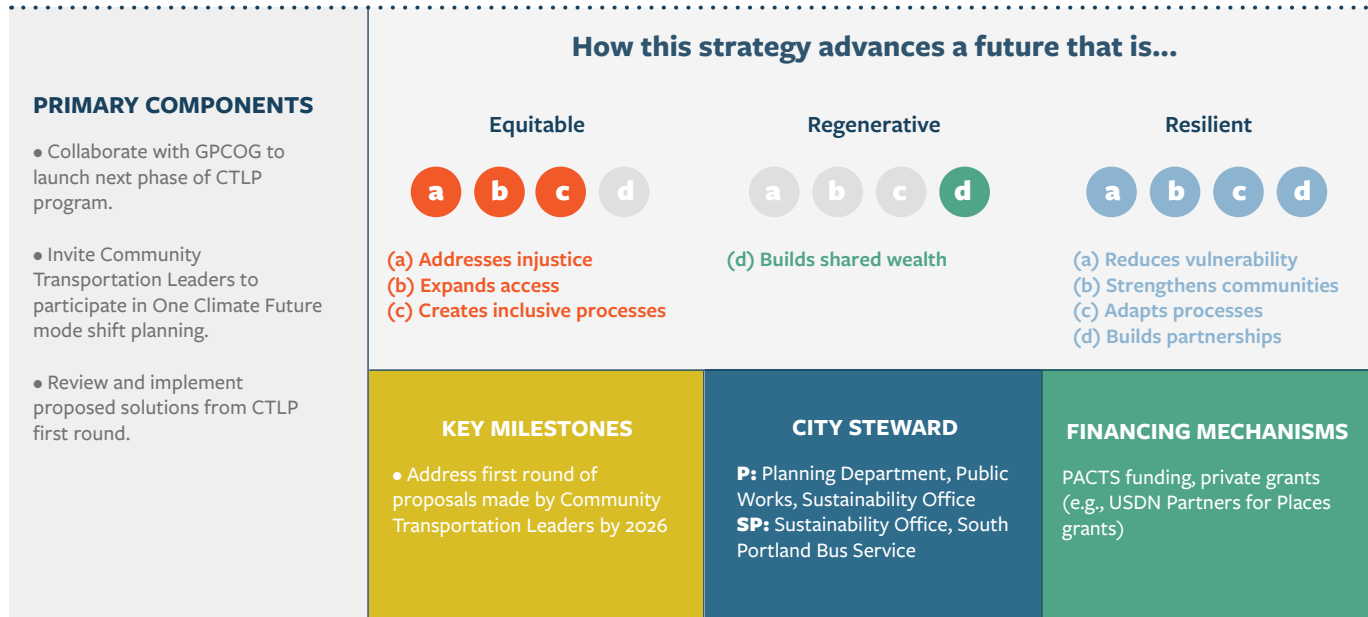 PRIMARY COMPONENTS
• Collaborate with GPCOG to
launch next phase of CTLP
program.
• Invite Community
Transportation Leaders to
participate in One Climate Future
mode shift planning.
• Review and implement
proposed solutions from CTLP
first round.
How this strategy advances a future that is...
Equitable
a b c d
(a) Addresses injustice
(b) Expands access
(c) Creates inclusive processes
Regenerative
a b c d
(d) Builds shared wealth
Resilient
a b c d
(a) Reduces vulnerability
(b) Strengthens communities
(c) Adapts processes
(d) Builds partnerships
KEY MILESTONES
• Address first round of
proposals made by Community
Transportation Leaders by 2026
CITY STEWARD
P: Planning Department, Public
Works, Sustainability Office
SP: Sustainability Office, South
Portland Bus Service
FINANCING MECHANISMS
PACTS funding, private grants
(e.g., USDN Partners for Places
grants)